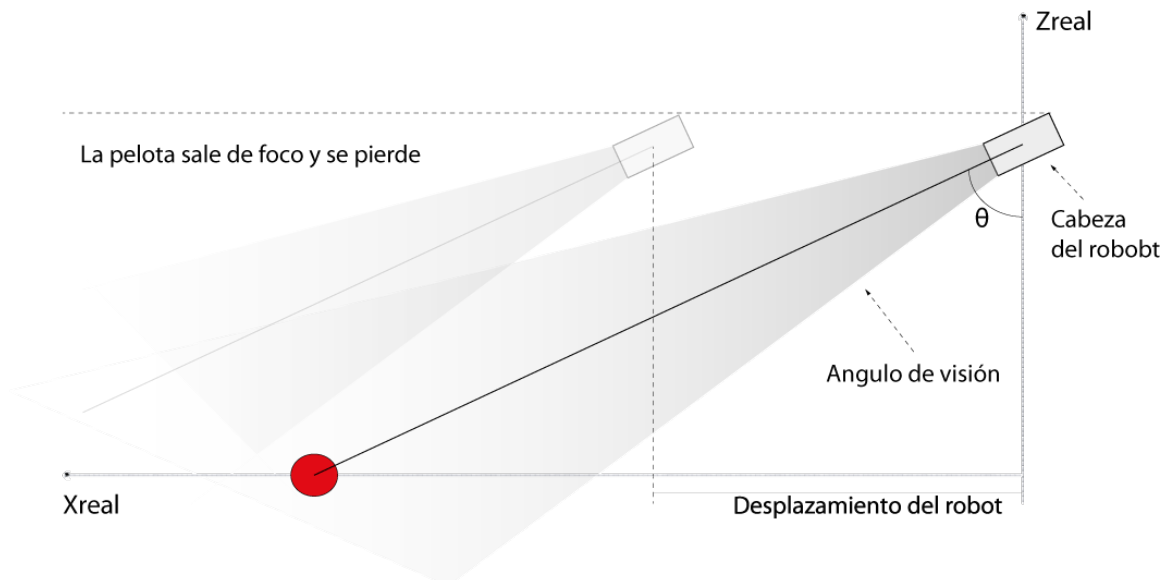 Zreal
La pelota sale de foco y se pierde
θ
Cabeza
del robobt
Angulo de visión
Xreal
Desplazamiento del robot